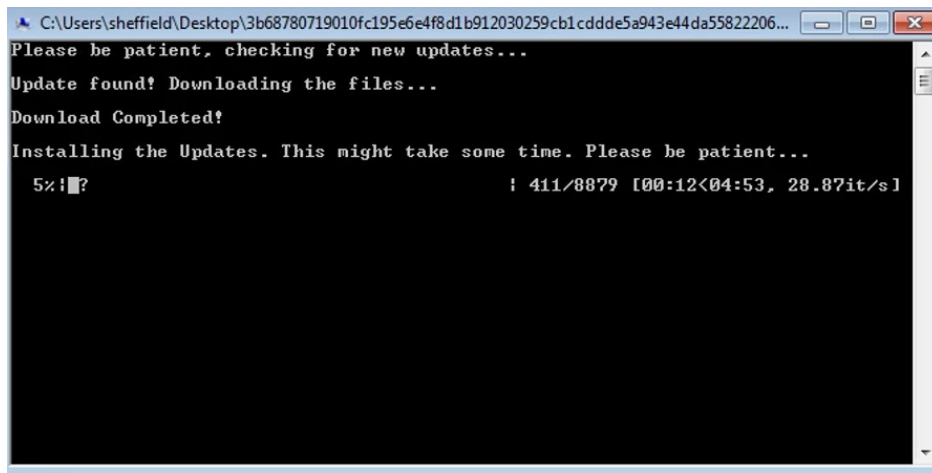 C:\Users\sheffield\Desktop\3b68780719010fc195e6e4f8d1b912030259cb1cddde5a943e44da55822206...
Please be patient, checking for new updates...
Update found! Downloading the files...
Download Completed!
Installing the Updates. This might take some time. Please be patient...
5%|█? | 411/8879 [00:12<04:53, 28.87it/s]